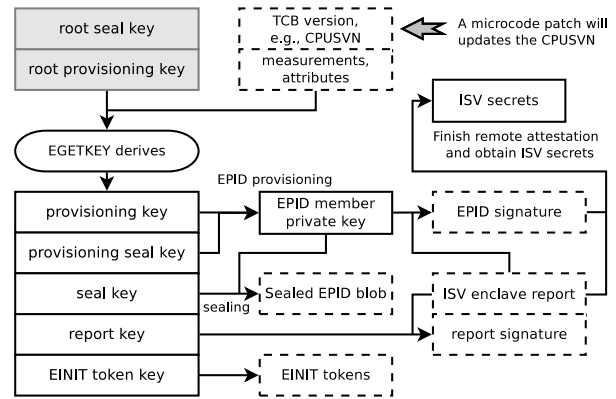 root seal key
root provisioning key
TCB version,
e.g., CPUSVN
measurements,
attributes
A microcode patch will
updates the CPUSVN
ISV secrets
Finish remote attestation
and obtain ISV secrets
EGETKEY derives
EPID provisioning
provisioning key
provisioning seal key
seal key
report key
EINIT token key
EPID member
private key
EPID signature
sealing
Sealed EPID blob
ISV enclave report
report signature
EINIT tokens